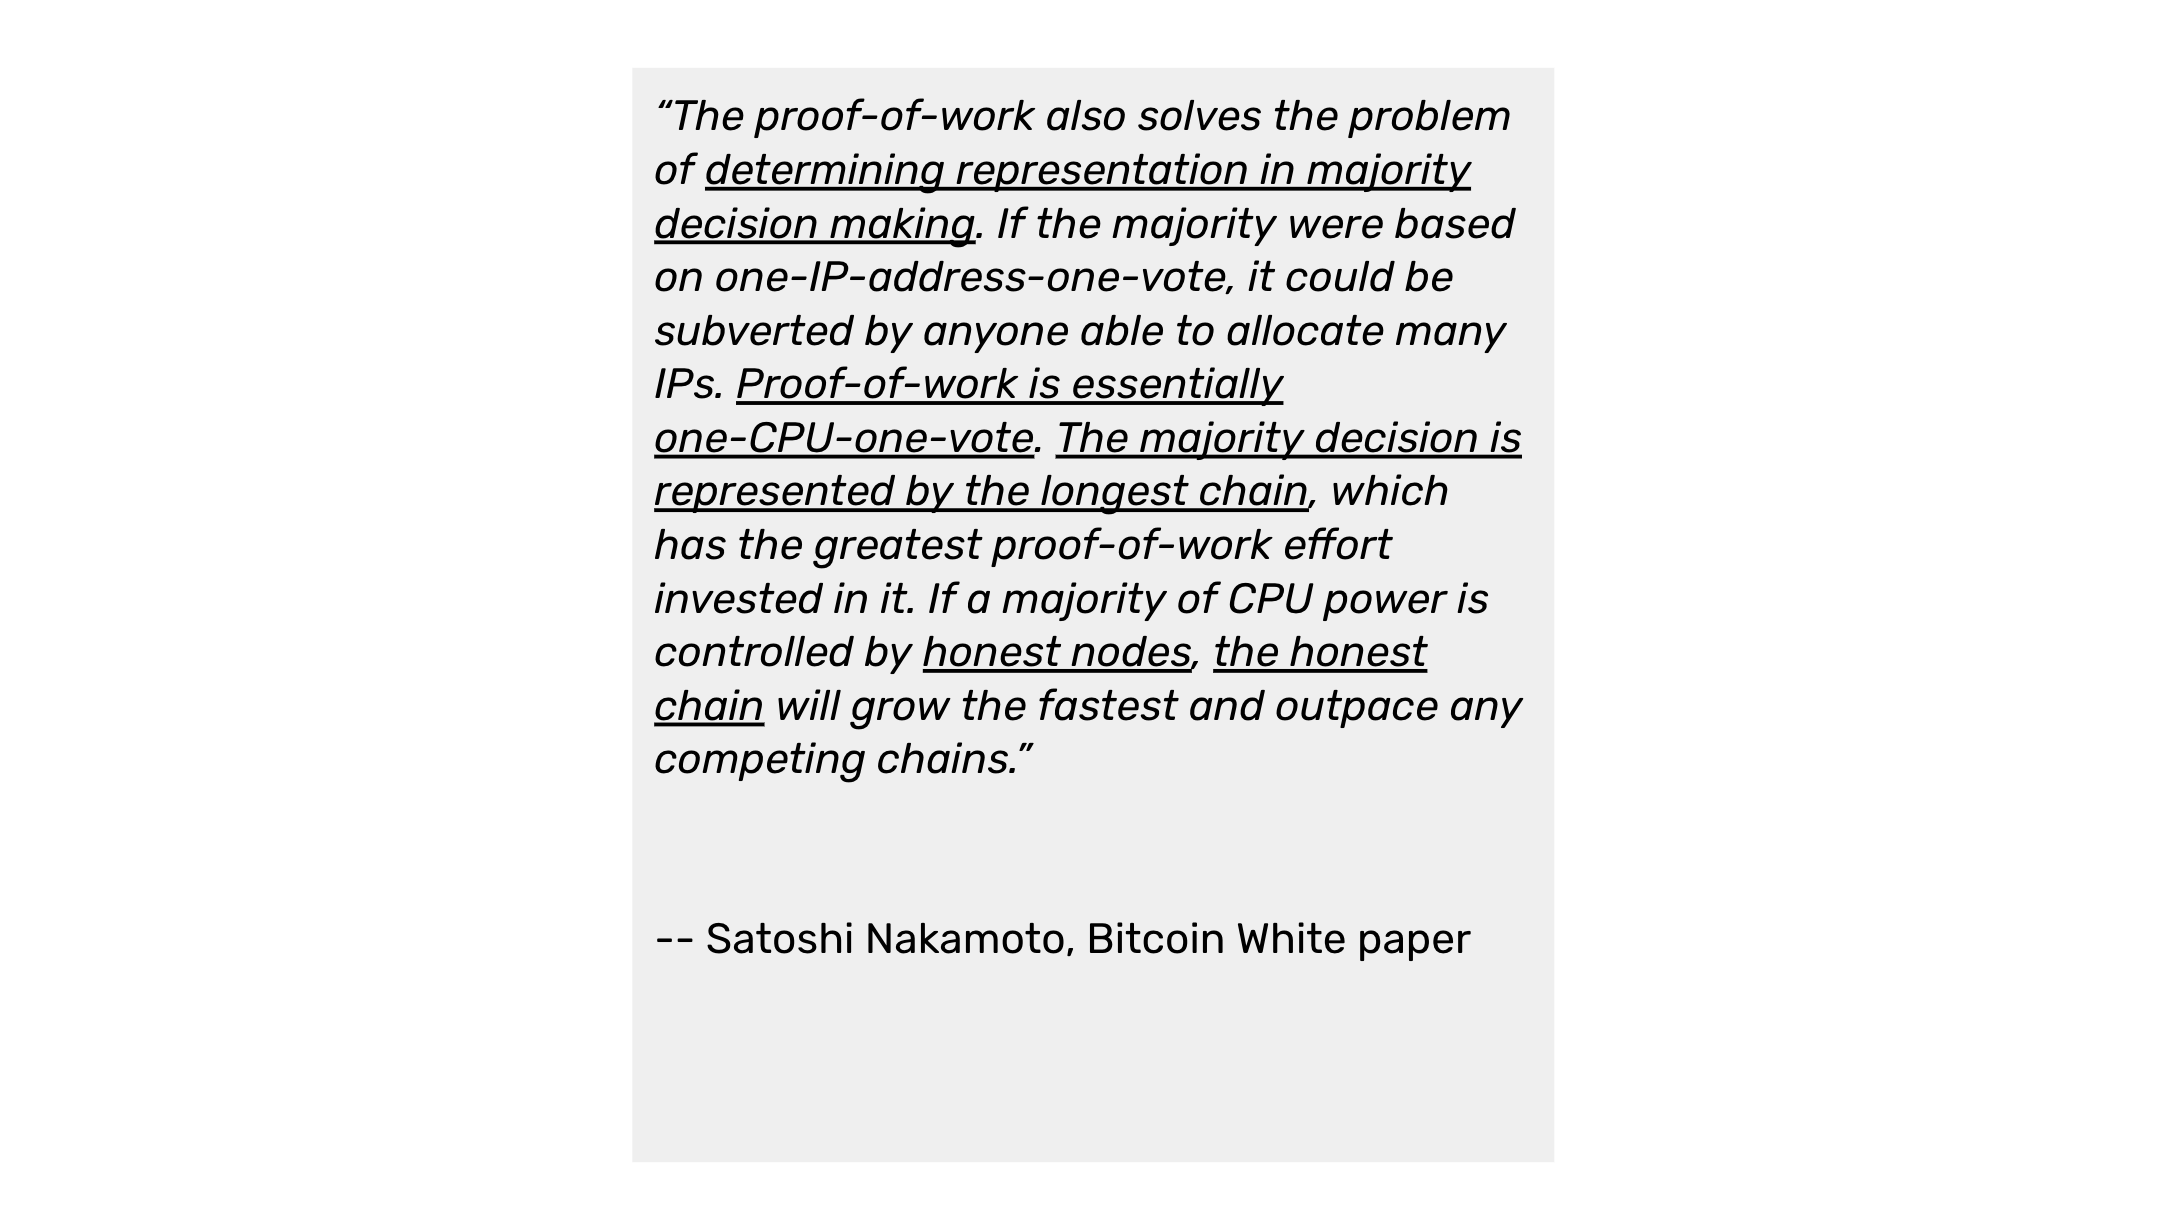 “The proof-of-work also solves the problem
of determining representation in majority
decision making. If the majority were based
on one-IP-address-one-vote, it could be
subverted by anyone able to allocate many
IPs. Proof-of-work is essentially
one-CPU-one-vote. The majority decision is
represented by the longest chain, which
has the greatest proof-of-work effort
invested in it. If a majority of CPU power is
controlled by honest nodes, the honest
chain will grow the fastest and outpace any
competing chains.”
-- Satoshi Nakamoto, Bitcoin White paper